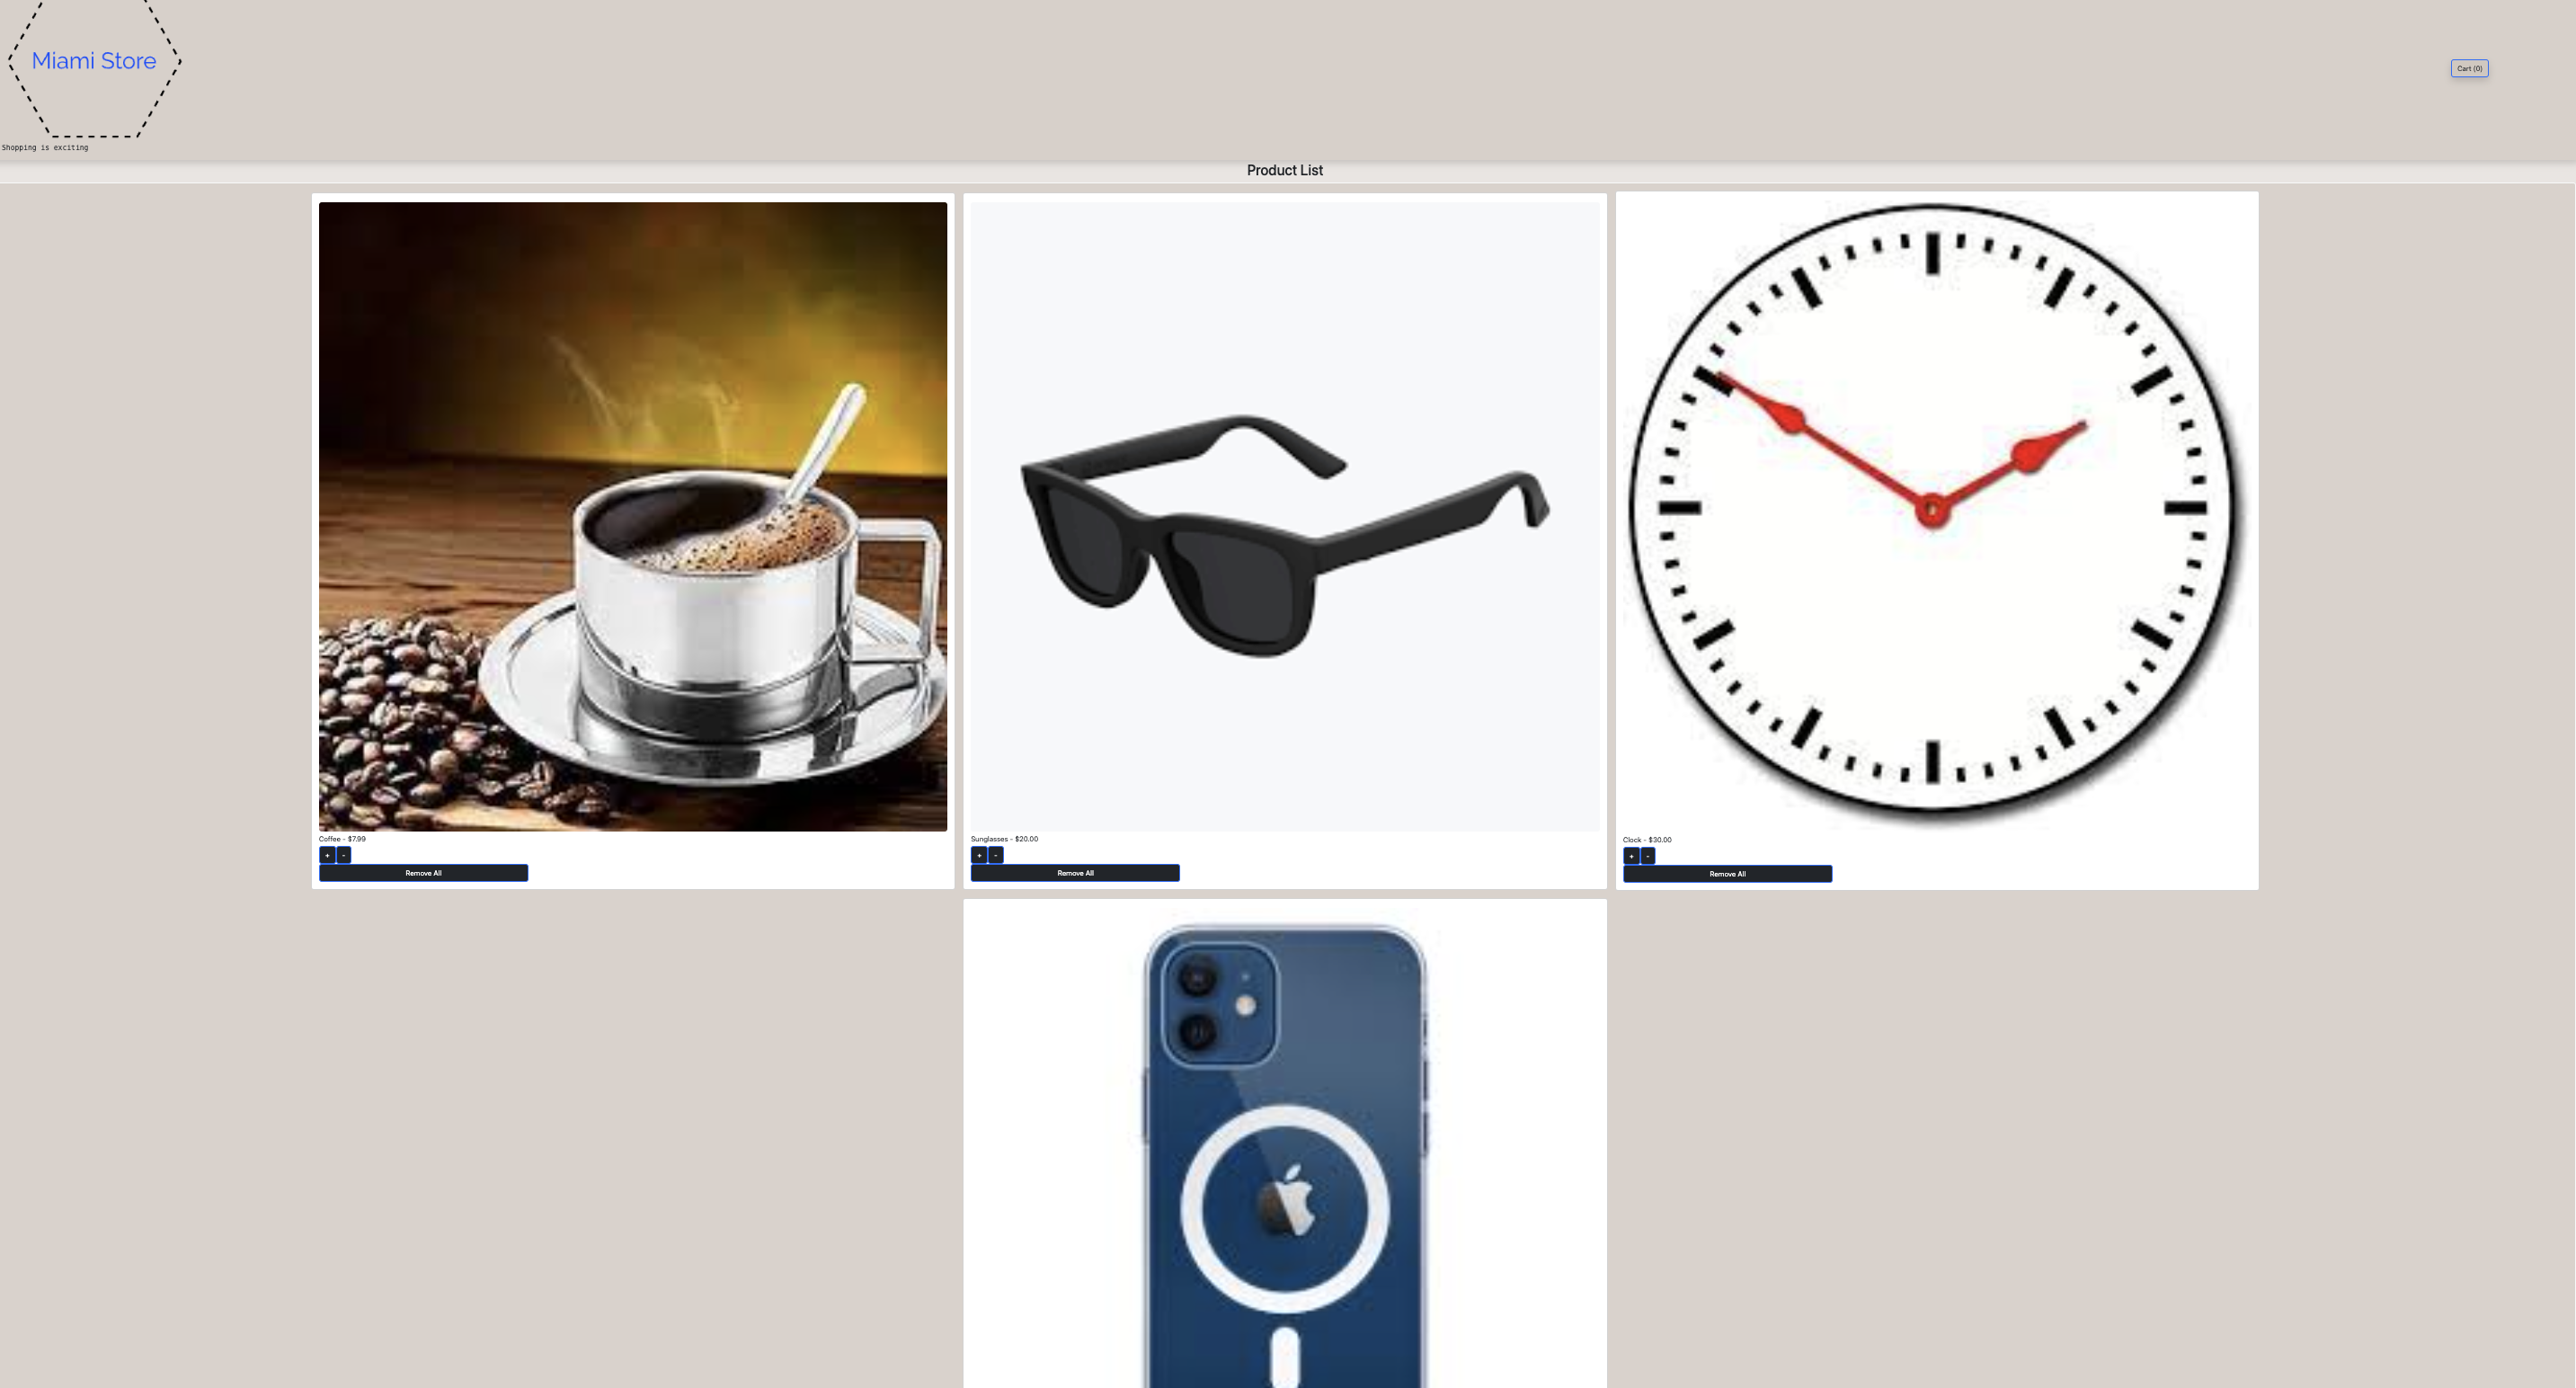 Miami Store
Cart (0)
Shopping is exciting
Product List
Coffee - $7.99
+ -
Remove All
Sunglasses - $20.00
+ -
Remove All
Clock - $30.00
+ -
Remove All